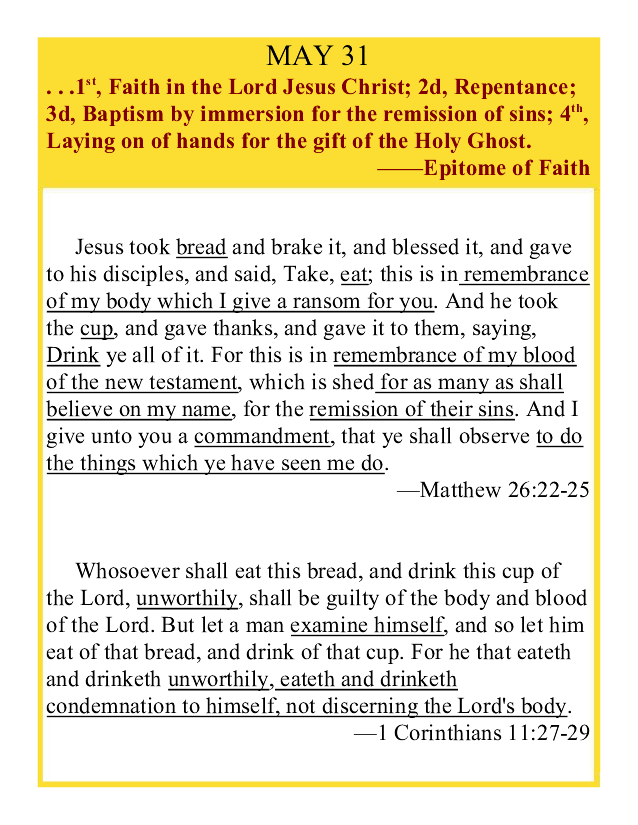 MAY 31
. . .1st, Faith in the Lord Jesus Christ; 2d, Repentance;
3d, Baptism by immersion for the remission of sins; 4th,
Laying on of hands for the gift of the Holy Ghost.
——Epitome of Faith
Jesus took bread and brake it, and blessed it, and gave
to his disciples, and said, Take, eat; this is in remembrance
of my body which I give a ransom for you. And he took
the cup, and gave thanks, and gave it to them, saying,
Drink ye all of it. For this is in remembrance of my blood
of the new testament, which is shed for as many as shall
believe on my name, for the remission of their sins. And I
give unto you a commandment, that ye shall observe to do
the things which ye have seen me do.
—Matthew 26:22-25
Whosoever shall eat this bread, and drink this cup of
the Lord, unworthily, shall be guilty of the body and blood
of the Lord. But let a man examine himself, and so let him
eat of that bread, and drink of that cup. For he that eateth
and drinketh unworthily, eateth and drinketh
condemnation to himself, not discerning the Lord's body.
—1 Corinthians 11:27-29